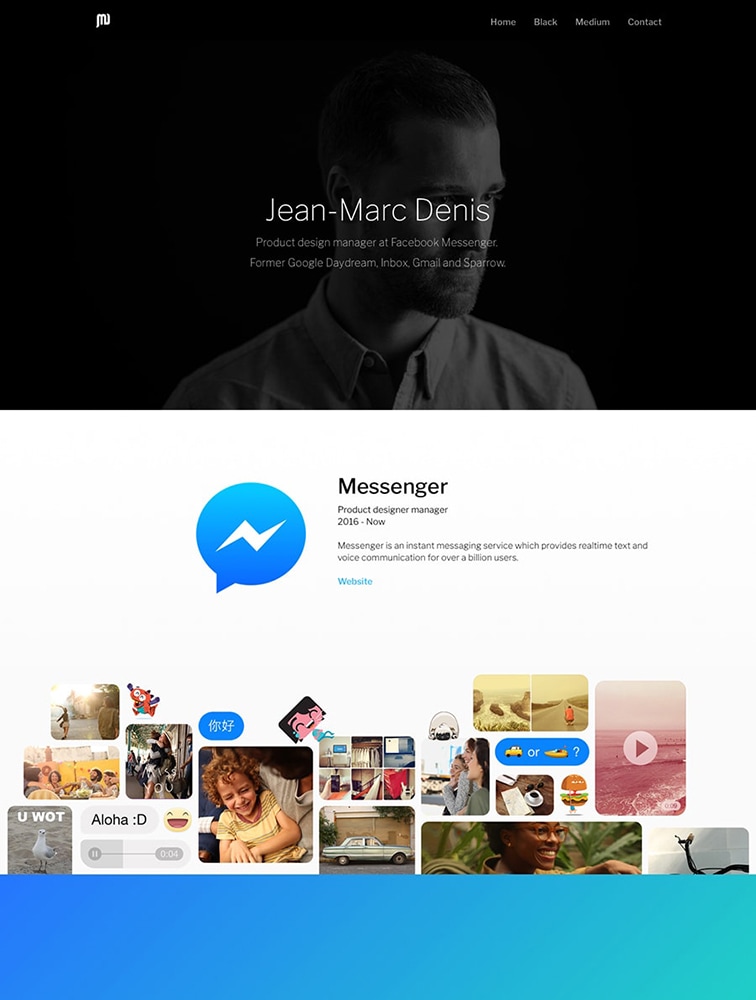 Home Black Medium Contact
Jean-Marc Denis
Product design manager at Facebook Messenger.
Former Google Daydream, Inbox, Gmail and Sparrow.
Messenger
Product designer manager
2016 - Now
Messenger is an instant messaging service which provides realtime text and
voice communication for over a billion users.
Website
你好
or ?
U WOT
Aloha :D
0:04
0:09